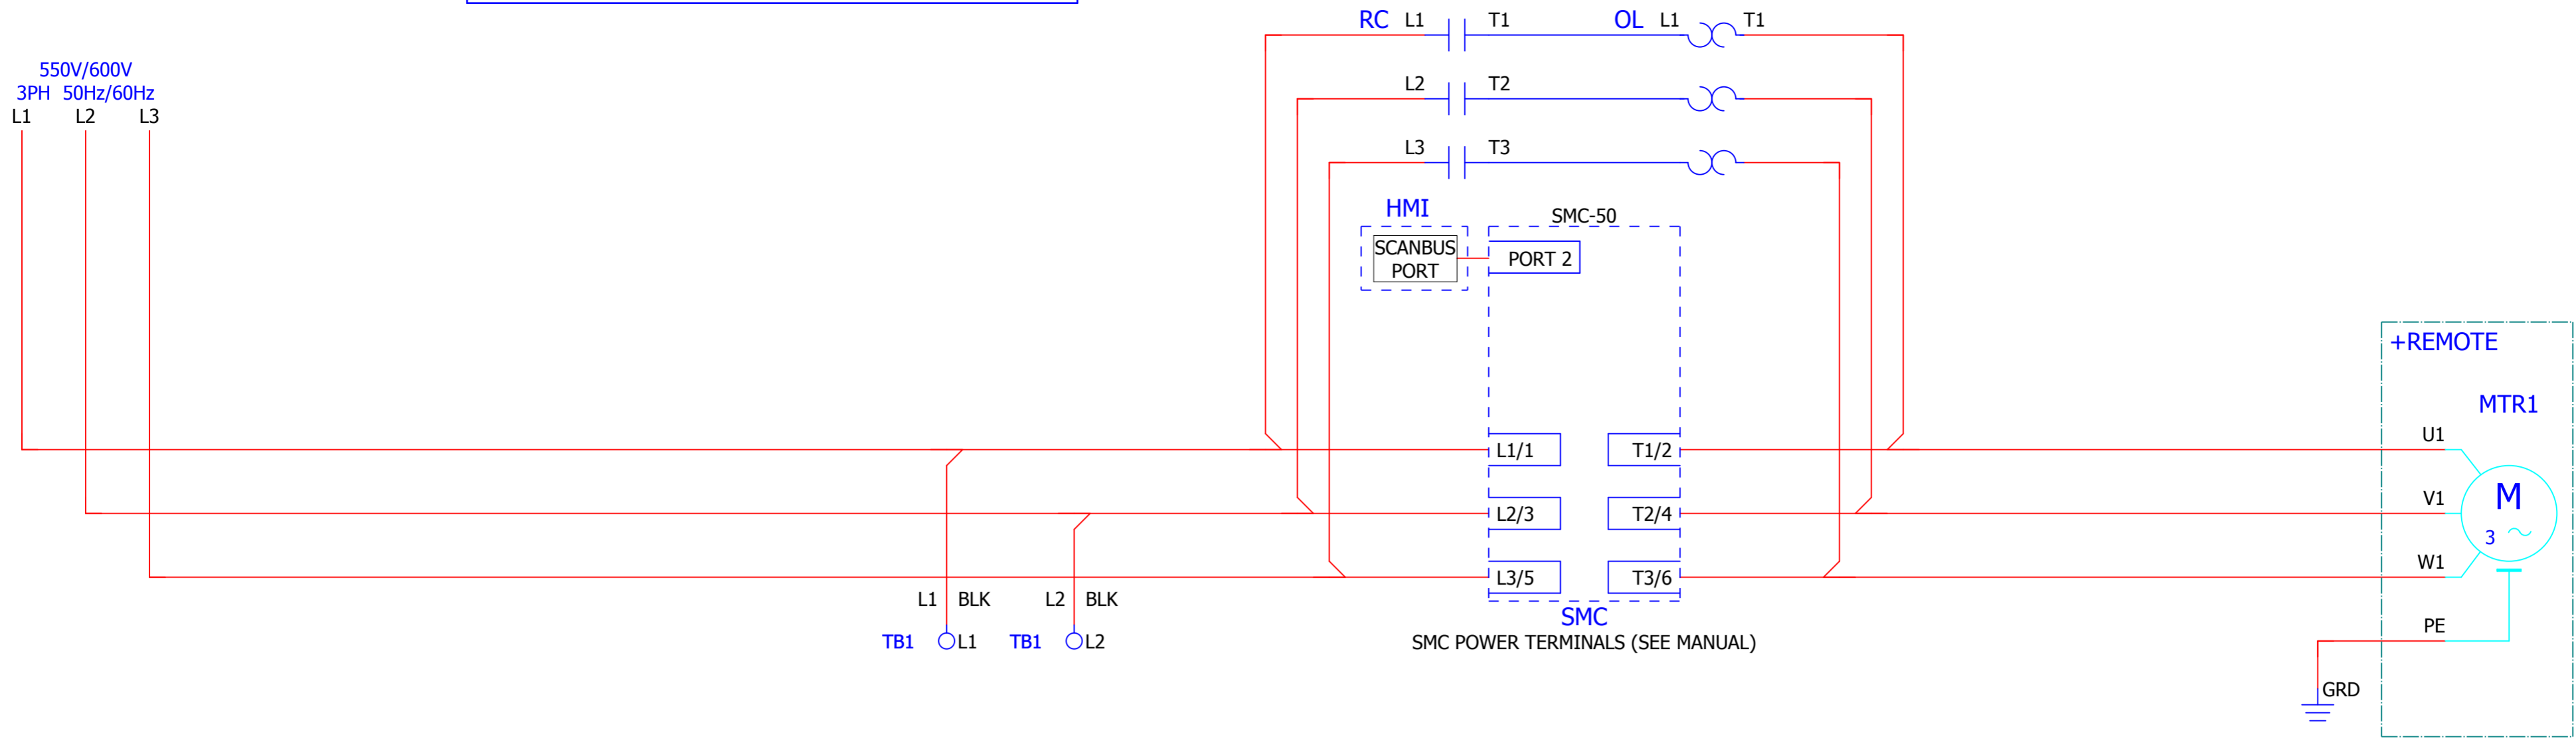 RC L1 T1 OL L1 T1
550V/600V
3PH 50Hz/60Hz
L1 L2 L3
L2 T2
L3 T3
HMI
SMC-50
SCANBUS
PORT
PORT 2
+REMOTE
MTR1
U1
L1/1 T1/2
V1
M
3
L2/3 T2/4
W1
L3/5 T3/6
L1 BLK L2 BLK
SMC
PE
TB1 L1 TB1 L2
SMC POWER TERMINALS (SEE MANUAL)
GRD